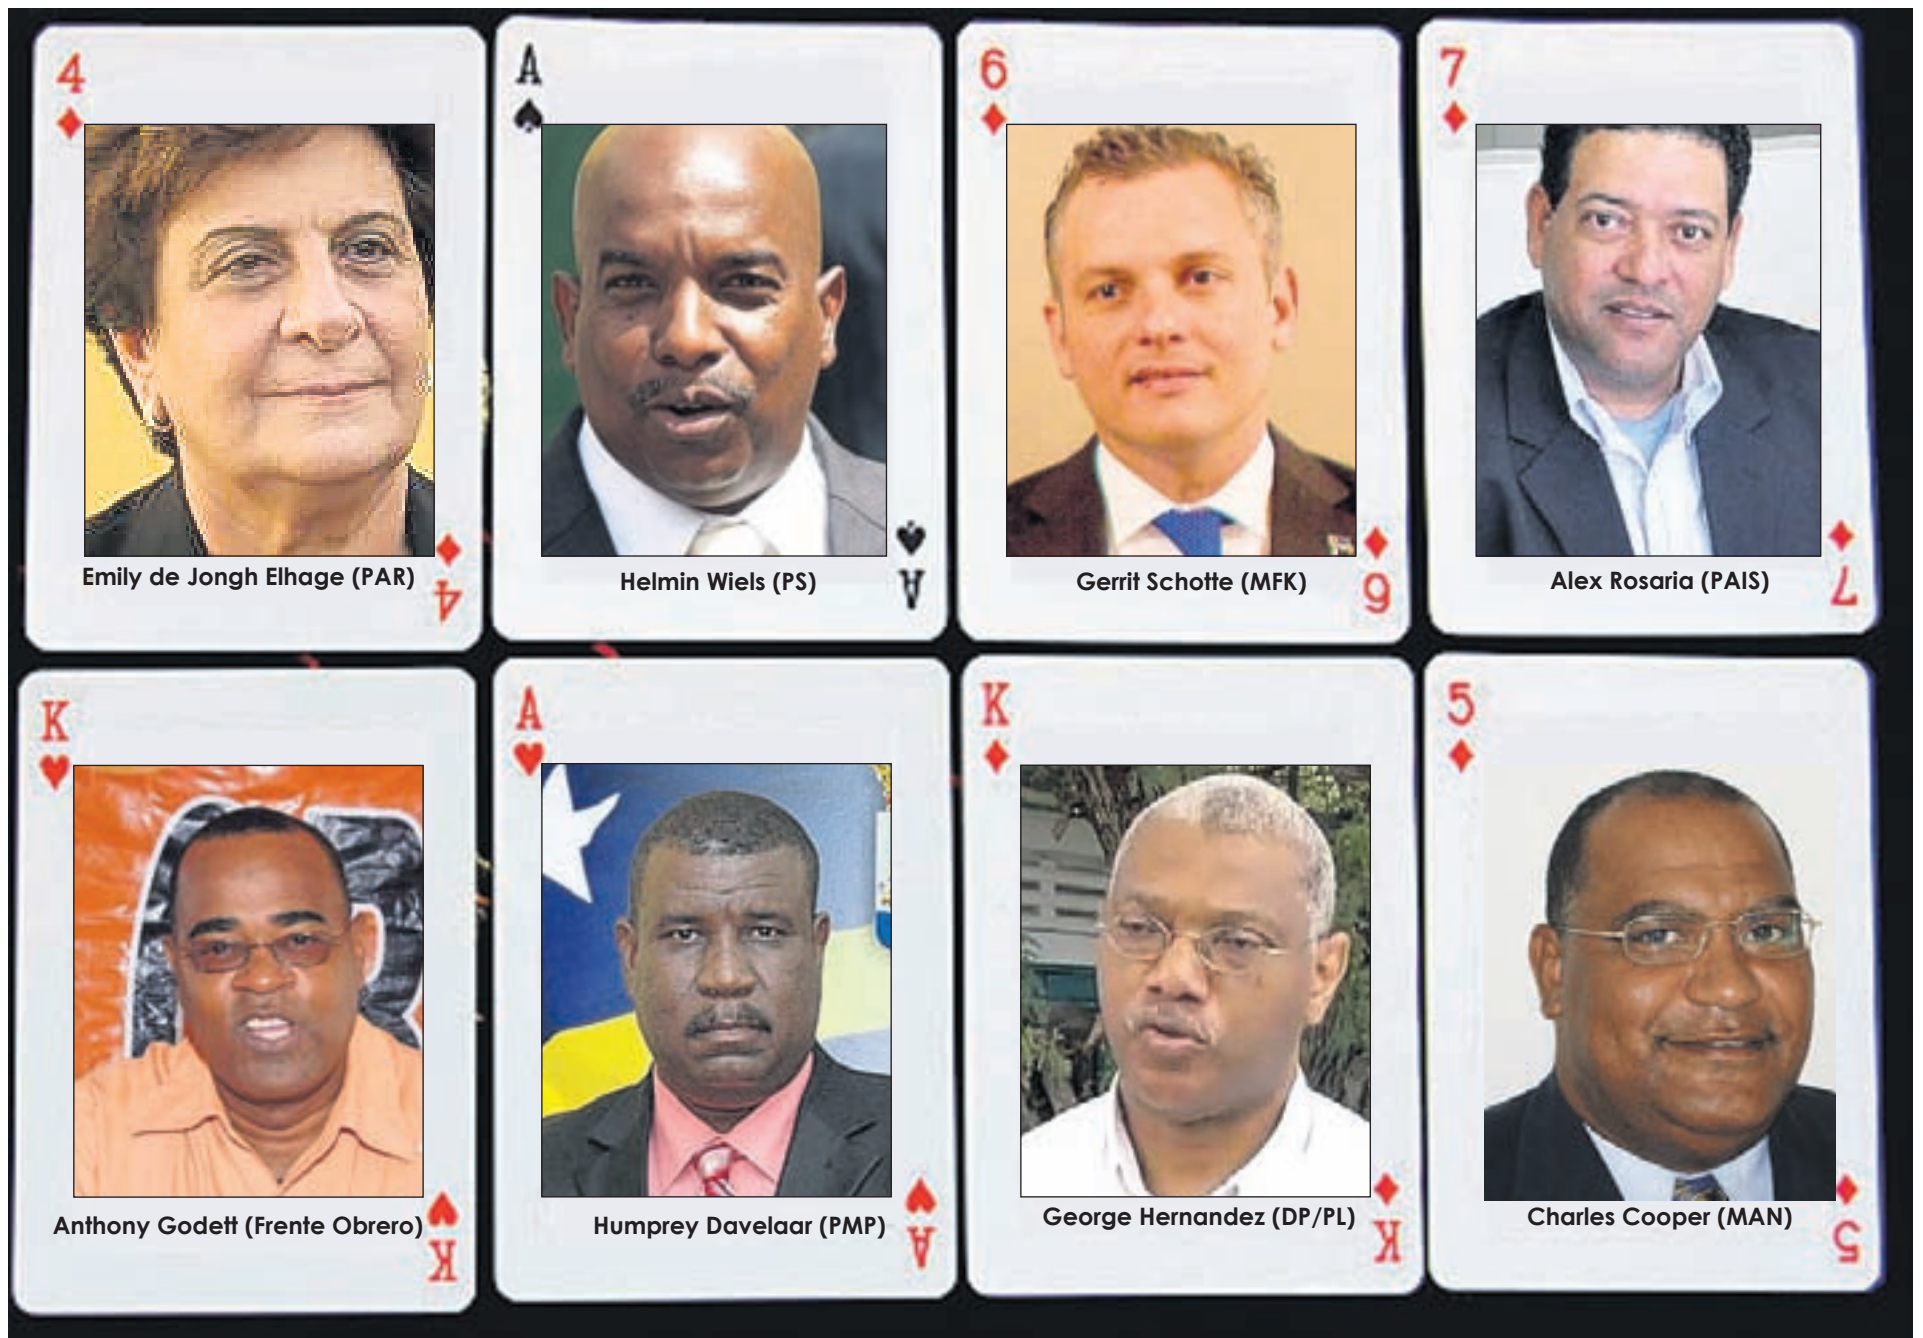 4
A
6
7
Emily de Jongh Elhage (PAR)
4
Helmin Wiels (PS)
A
Gerrit Schotte (MFK)
6
Alex Rosaria (PAIS)
7
K
A
K
5
Anthony Godett (Frente Obrero)
K
Humprey Davelaar (PMP)
A
George Hernandez (DP/PL)
K
Charles Cooper (MAN)
5